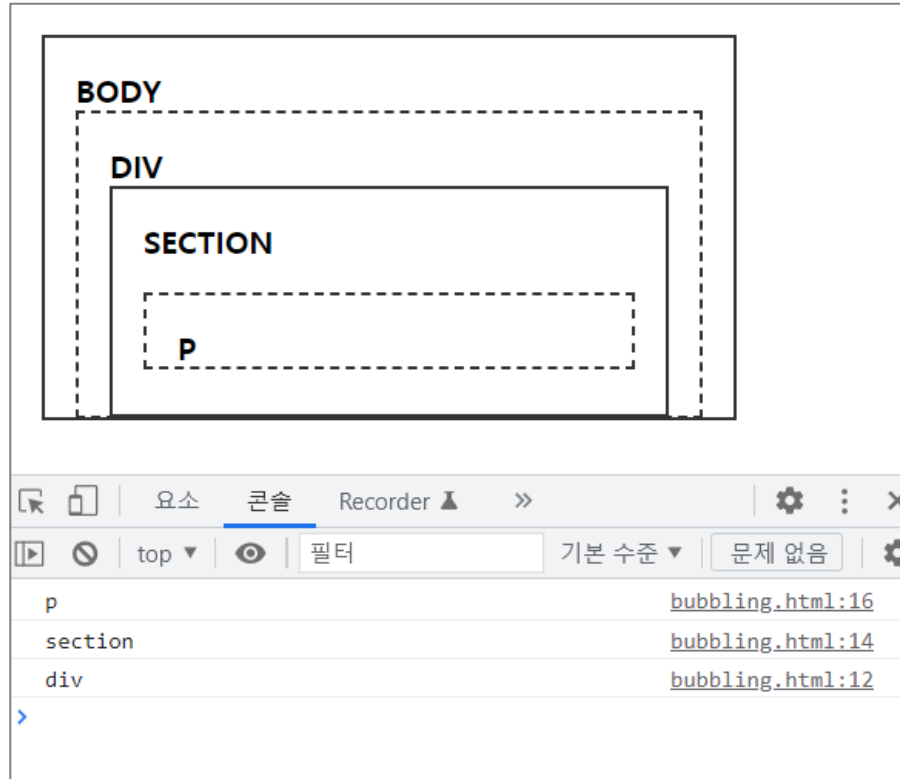 BODY
DIV
SECTION
P
요소 콘솔 Recorder
top 필터 기본 수준 문제 없음
p bubbling.html:16
section bubbling.html:14
div bubbling.html:12